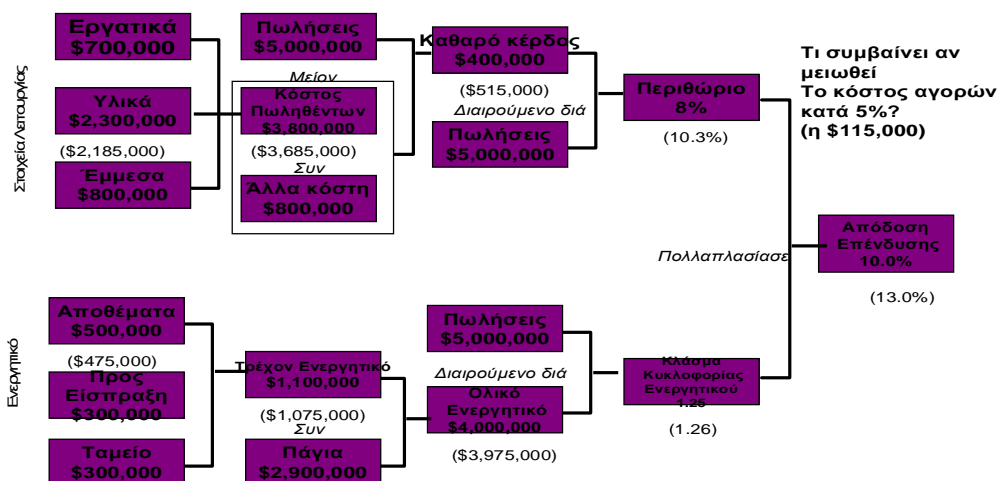 Στοιχεία Λειτουργίας
Εργατικά
$700,000
Υλικά
$2,300,000
($2,185,000)
Έμμεσα
$800,000
Πωλήσεις
$5,000,000
Μείον
Κόστος
Πωληθέντων
$3,800,000
($3,685,000)
Συν
Άλλα κόστη
$800,000
Καθαρό κέρδος
$400,000
($515,000)
Διαιρούμενο διά
Πωλήσεις
$5,000,000
Περιθώριο
8%
(10.3%)
Τι συμβαίνει αν
μειωθεί
Το κόστος αγορών
κατά 5%?
(η $115,000)
Πολλαπλασίασε
Απόδοση
Επένδυσης
10.0%
(13.0%)
Ενεργητικό
Αποθέματα
$500,000
($475,000)
Προς
Είσπραξη
$300,000
Ταμείο
$300,000
Τρέχον Ενεργητικό
$1,100,000
($1,075,000)
Συν
Πάγια
$2,900,000
Πωλήσεις
$5,000,000
Διαιρούμενο διά
Ολικό
Ενεργητικό
$4,000,000
($3,975,000)
Κλάσμα
Κυκλοφορίας
Ενεργητικού
1.25
(1.26)